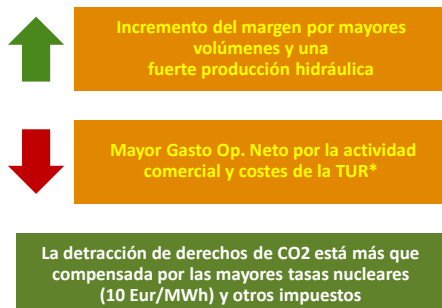 Incremento del margen por mayores
volúmenes y una
fuerte producción hidráulica
Mayor Gasto Op. Neto por la actividad
comercial y costes de la TUR*
La detracción de derechos de CO2 está más que
compensada por las mayores tasas nucleares
(10 Eur/MWh) y otros impuestos